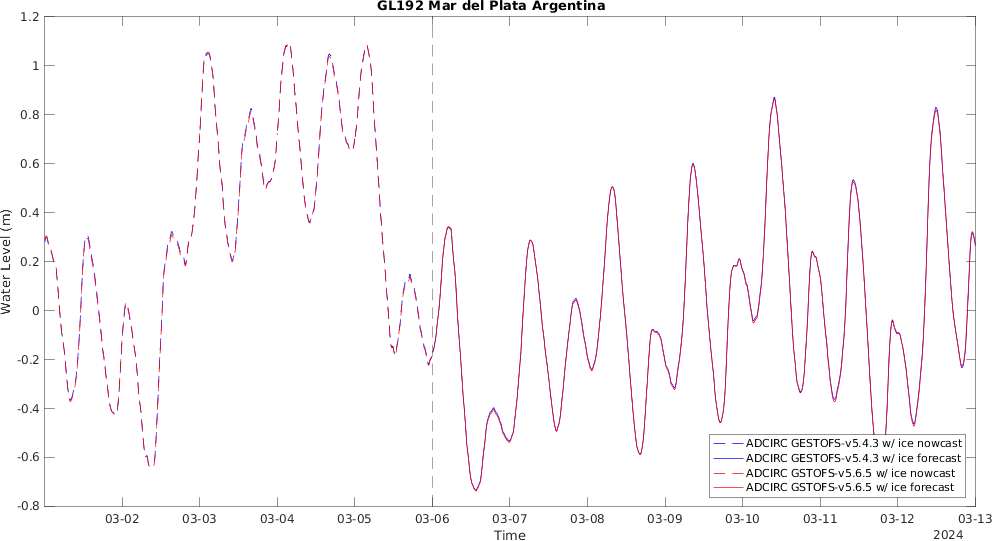 GL192 Mar del Plata Argentina
1.2
1
0.8
0.6
0.4
0.2
0
-0.2
-0.4
-0.6
-0.8
Water Level (m)
ADCIRC GESTOFS-v5.4.3 w/ ice nowcast
ADCIRC GESTOFS-v5.4.3 w/ ice forecast
ADCIRC GSTOFS-v5.6.5 w/ ice nowcast
ADCIRC GSTOFS-v5.6.5 w/ ice forecast
03-02 03-03 03-04 03-05 03-06 03-07 03-08 03-09 03-10 03-11 03-12 03-13
Time
2024